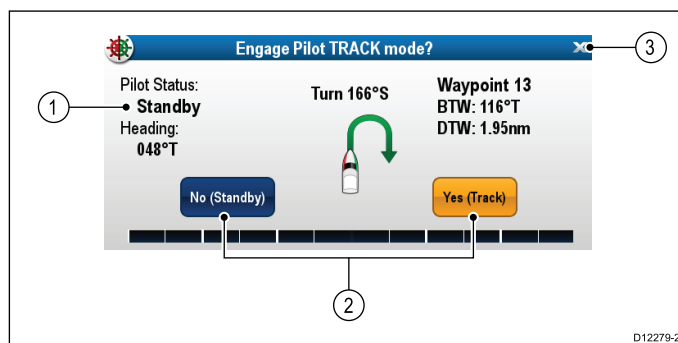 Engage Pilot TRACK mode?
3
Pilot Status:
1
Standby
Heading:
048°T
Turn 166°S
Waypoint 13
BTW: 116°T
DTW: 1.95nm
No (Standby)
Yes (Track)
2
D12279-2